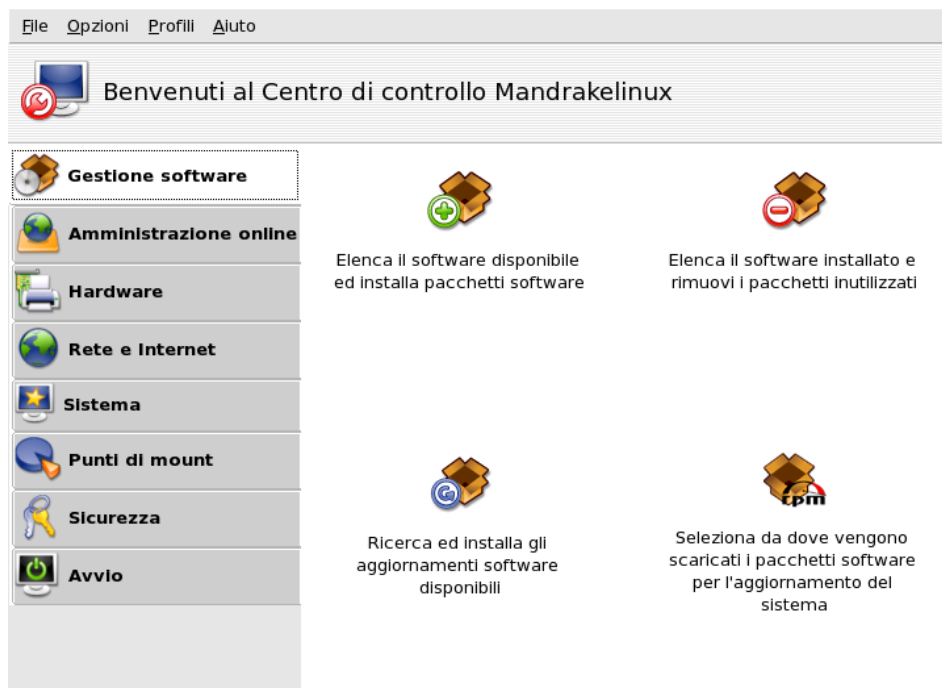 File Opzioni Profili Aiuto
Benvenuti al Centro di controllo Mandrakelinux
Gestione software
Amministrazione online
Hardware
Rete e Internet
Sistema
Punti di mount
Sicurezza
Avvio
Elenca il software disponibile
ed installa pacchetti software
Elenca il software installato e
rimuovi i pacchetti inutilizzati
Ricerca ed installa gli
aggiornamenti software
disponibili
rpm
Seleziona da dove vengono
scaricati i pacchetti software
per l'aggiornamento del
sistema